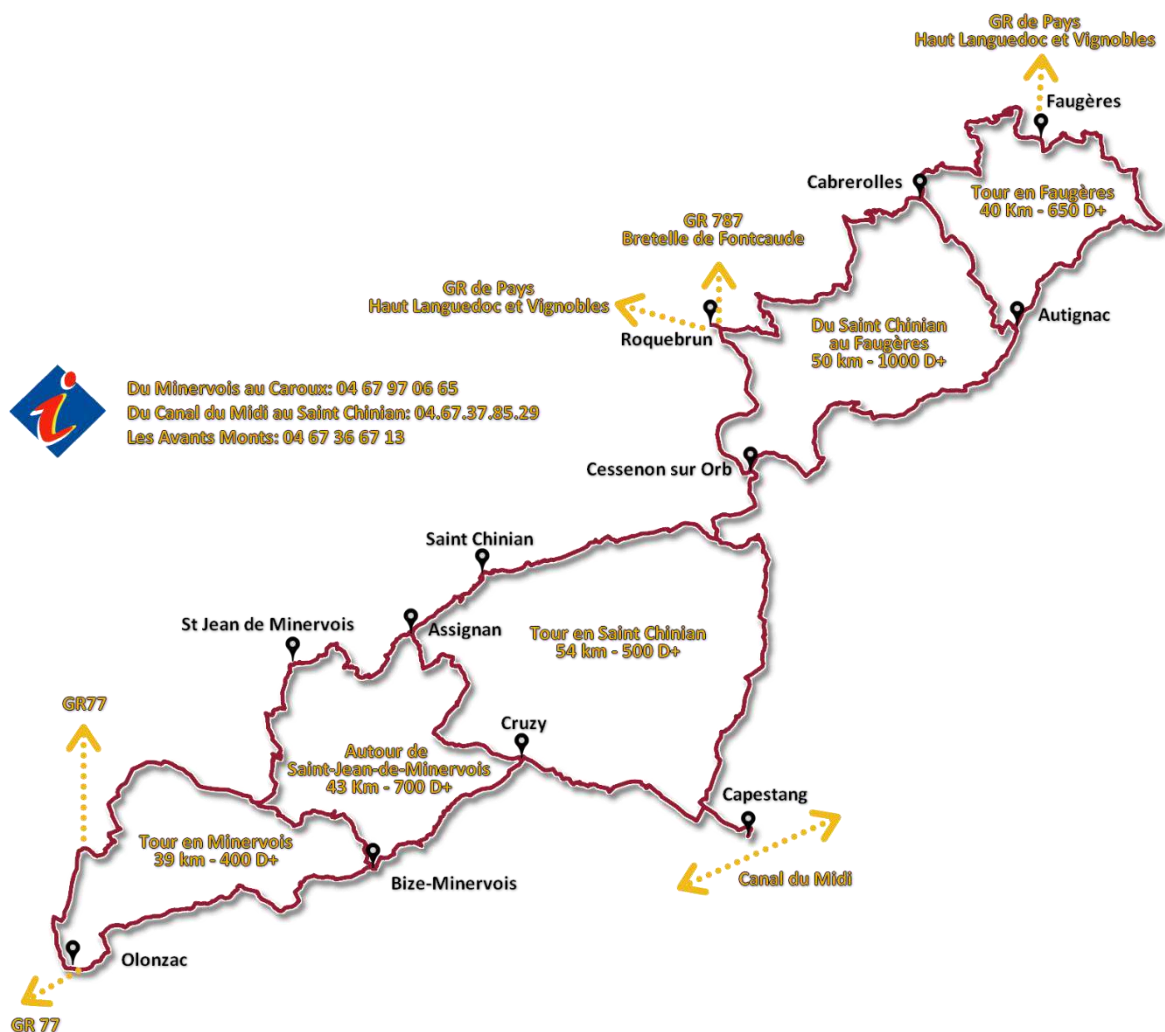 GR de Pays
Haut Languedoc et Vignobles
Faugères
Cabrerolles
Tour en Faugères
40 Km - 650 D+
GR 787
Bretelle de Fontcaude
GR de Pays
Haut Languedoc et Vignobles
Roquebrun
Du Saint Chinian
au Faugères
50 km - 1000 D+
Autignac
Du Minervois au Caroux: 04 67 97 06 65
Du Canal du Midi au Saint Chinian: 04.67.37.85.29
Les Avants Monts: 04 67 36 67 13
Cessenon sur Orb
Saint Chinian
St Jean de Minervois
Assignan
Tour en Saint Chinian
54 km - 500 D+
GR77
Cruzy
Autour de
Saint-Jean-de-Minervois
43 Km - 700 D+
Capestang
Tour en Minervois
39 km - 400 D+
Bize-Minervois
Canal du Midi
Olonzac
GR 77